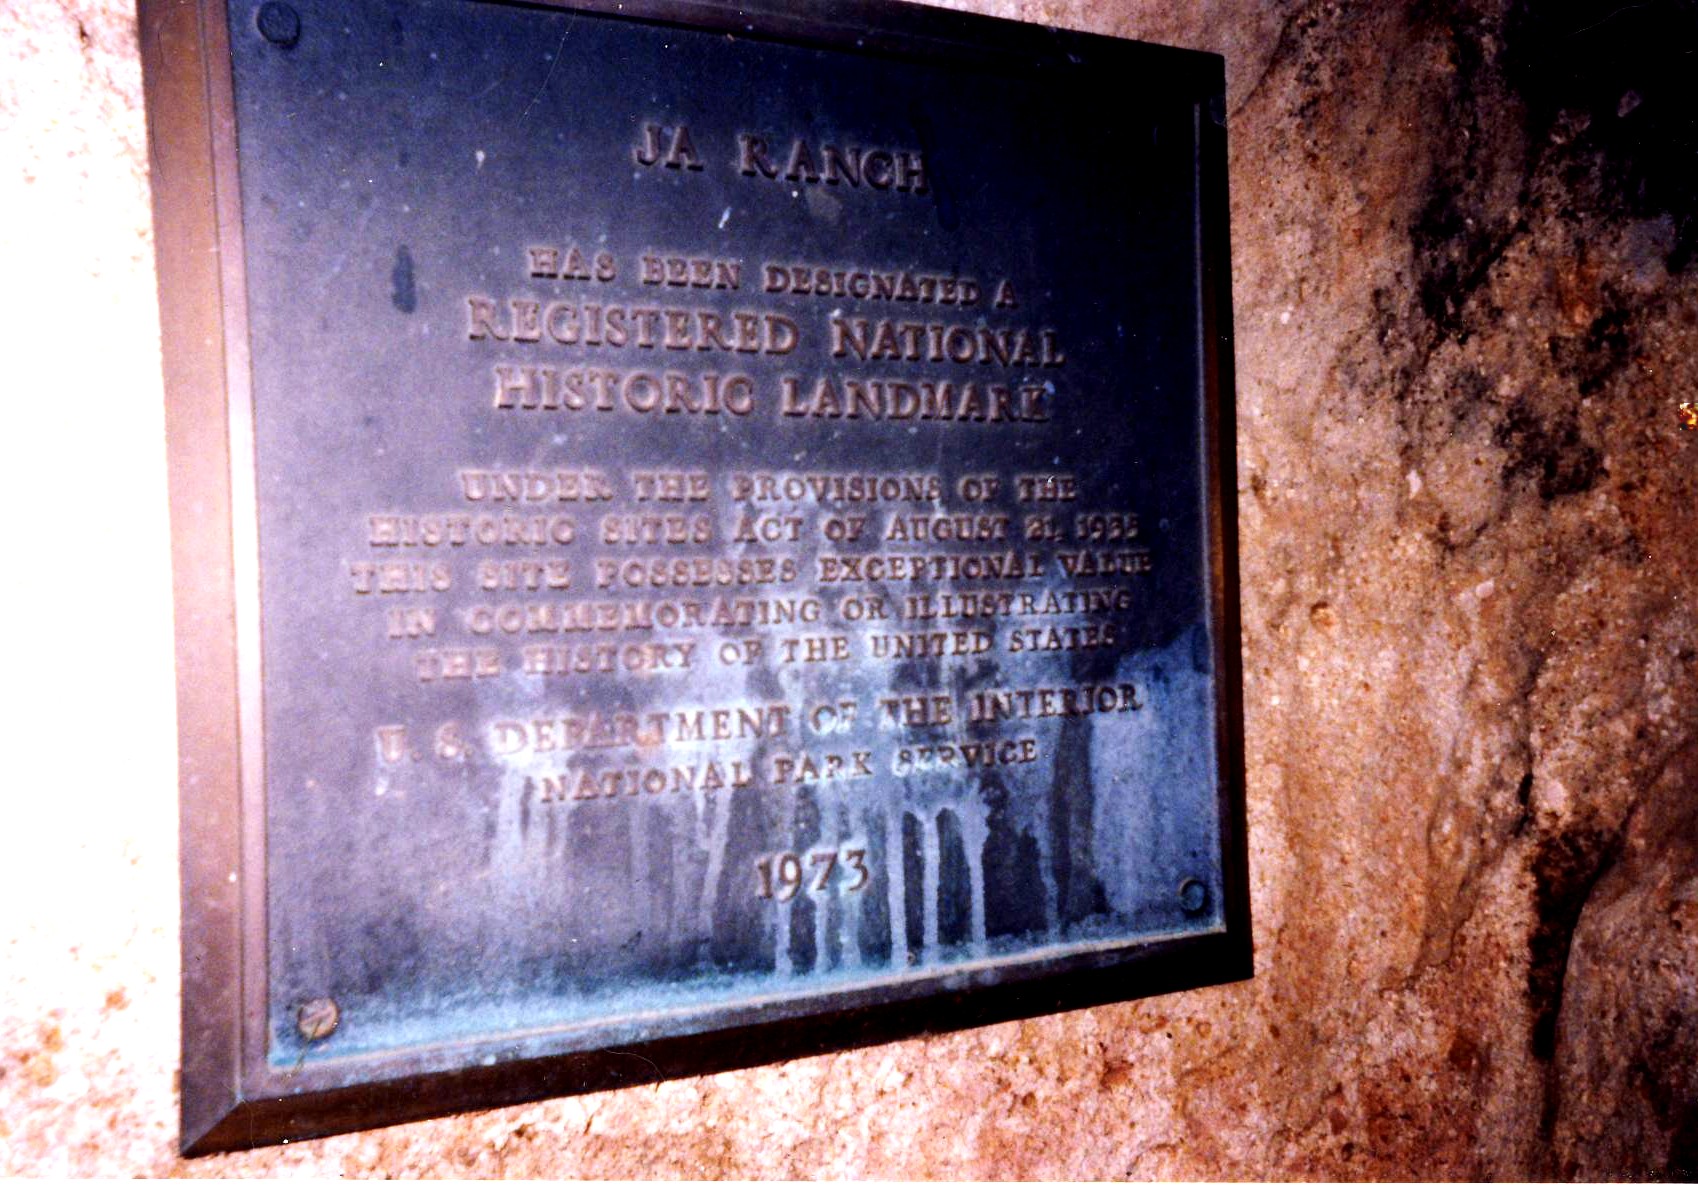 JA RANCH
HAS BEEN DESIGNATED A
REGISTERED NATIONAL
HISTORIC LANDMARK
UNDER THE PROVISIONS OF THE
HISTORIC SITES ACT OF AUGUST 21, 1935
THIS SITE POSSESSES EXCEPTIONAL VALUE
IN COMMEMORATING OR ILLUSTRATING
THE HISTORY OF THE UNITED STATES
U. S. DEPARTMENT OF THE INTERIOR
NATIONAL PARK SERVICE
1973